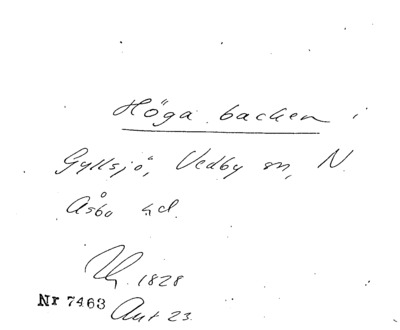 Höga backen i
Gyllsjö, Vedby sn, N.
Åsbo hd.
1828
Nr 7463 Aut 23.